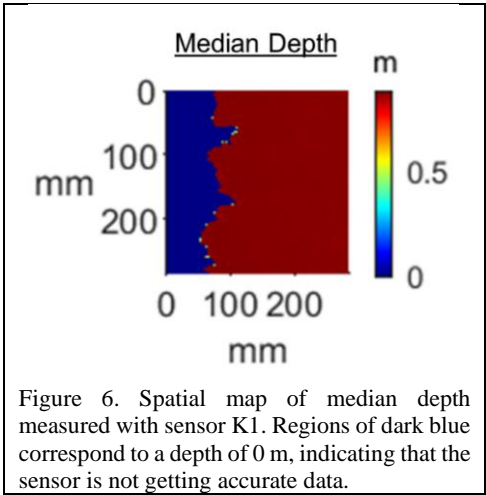 Median Depth
m
0
100
200
mm
0.5
0
0 100 200
mm
Figure 6. Spatial map of median depth
measured with sensor K1. Regions of dark blue
correspond to a depth of 0 m, indicating that the
sensor is not getting accurate data.